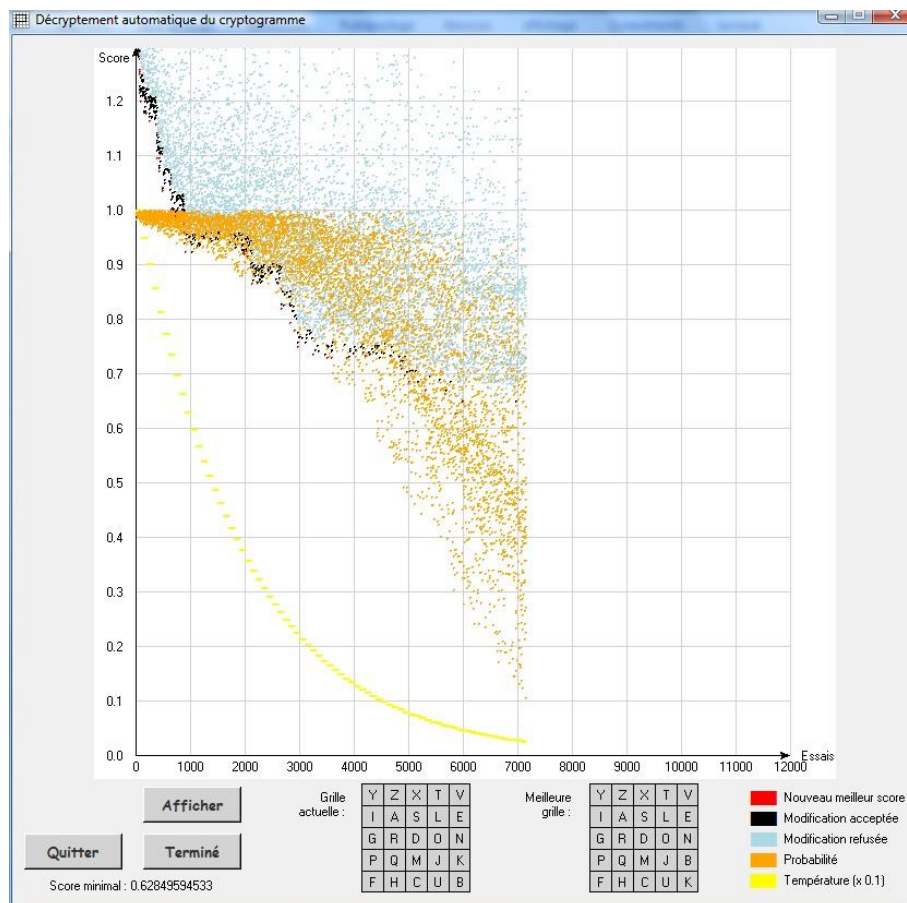 Décryptement automatique du cryptogramme
Score
1.2
1.1
1.0
0.9
0.8
0.7
0.6
0.5
0.4
0.3
0.2
0.1
0.0
0 1000 2000 3000 4000 5000 6000 7000 8000 9000 10000 11000 12000
Essais
Afficher
Quitter
Terminé
Score minimal : 0.62849594533
Grille
actuelle :
Y Z X T V
I A S L E
G R D O N
P Q M J K
F H C U B
Meilleure
grille :
Y Z X T V
I A S L E
G R D O N
P Q M J B
F H C U K
Nouveau meilleur score
Modification acceptée
Modification refusée
Probabilité
Température (x 0.1)